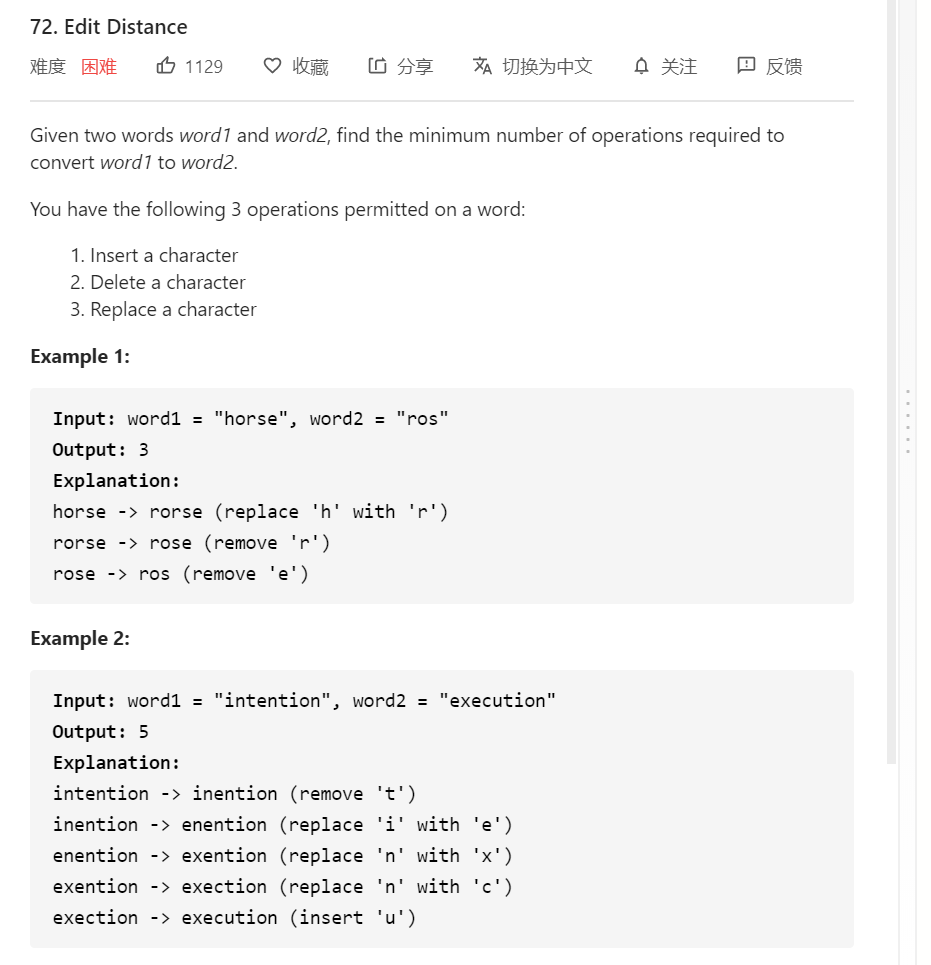 72. Edit Distance
难度 困难 1129 收藏 分享 切换为中文 关注 反馈
Given two words word1 and word2, find the minimum number of operations required to
convert word1 to word2.
You have the following 3 operations permitted on a word:
1. Insert a character
2. Delete a character
3. Replace a character
Example 1:
Input: word1 = "horse", word2 = "ros"
Output: 3
Explanation:
horse -> rorse (replace 'h' with 'r')
rorse -> rose (remove 'r')
rose -> ros (remove 'e')
Example 2:
Input: word1 = "intention", word2 = "execution"
Output: 5
Explanation:
intention -> inention (remove 't')
inention -> enention (replace 'i' with 'e')
enention -> exention (replace 'n' with 'x')
exention -> exection (replace 'n' with 'c')
exection -> execution (insert 'u')